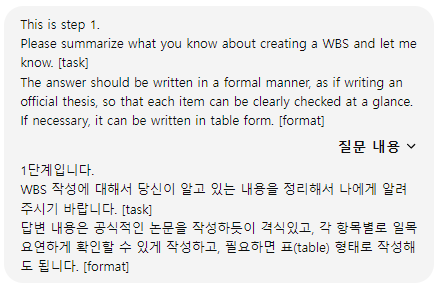 This is step 1.
Please summarize what you know about creating a WBS and let me
know. [task]
The answer should be written in a formal manner, as if writing an
official thesis, so that each item can be clearly checked at a glance.
If necessary, it can be written in table form. [format]
질문 내용
1단계입니다.
WBS 작성에 대해서 당신이 알고 있는 내용을 정리해서 나에게 알려
주시기 바랍니다. [task]
답변 내용은 공식적인 논문을 작성하듯이 격식있고, 각 항목별로 일목
요연하게 확인할 수 있게 작성하고, 필요하면 표(table) 형태로 작성해
도 됩니다. [format]